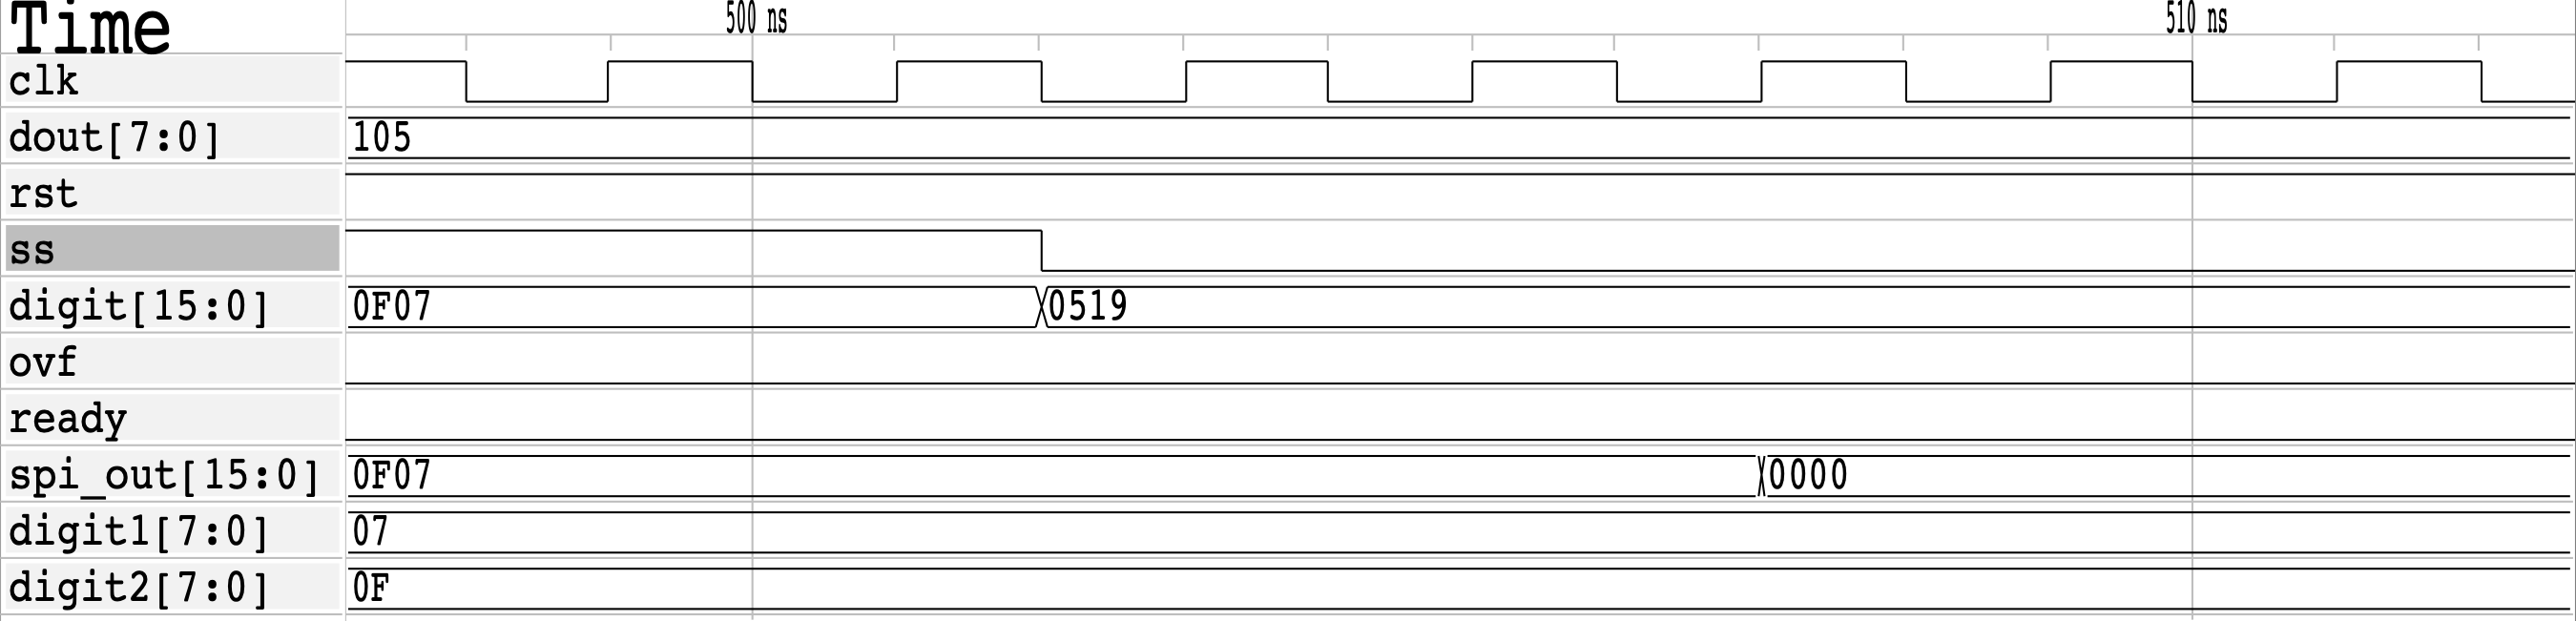 Time 500 ns 510 ns
clk
dout[7:0] 105
rst
ss
digit[15:0] 0F07 0519
ovf
ready
spi_out[15:0] 0F07 0000
digit1[7:0] 07
digit2[7:0] 0F